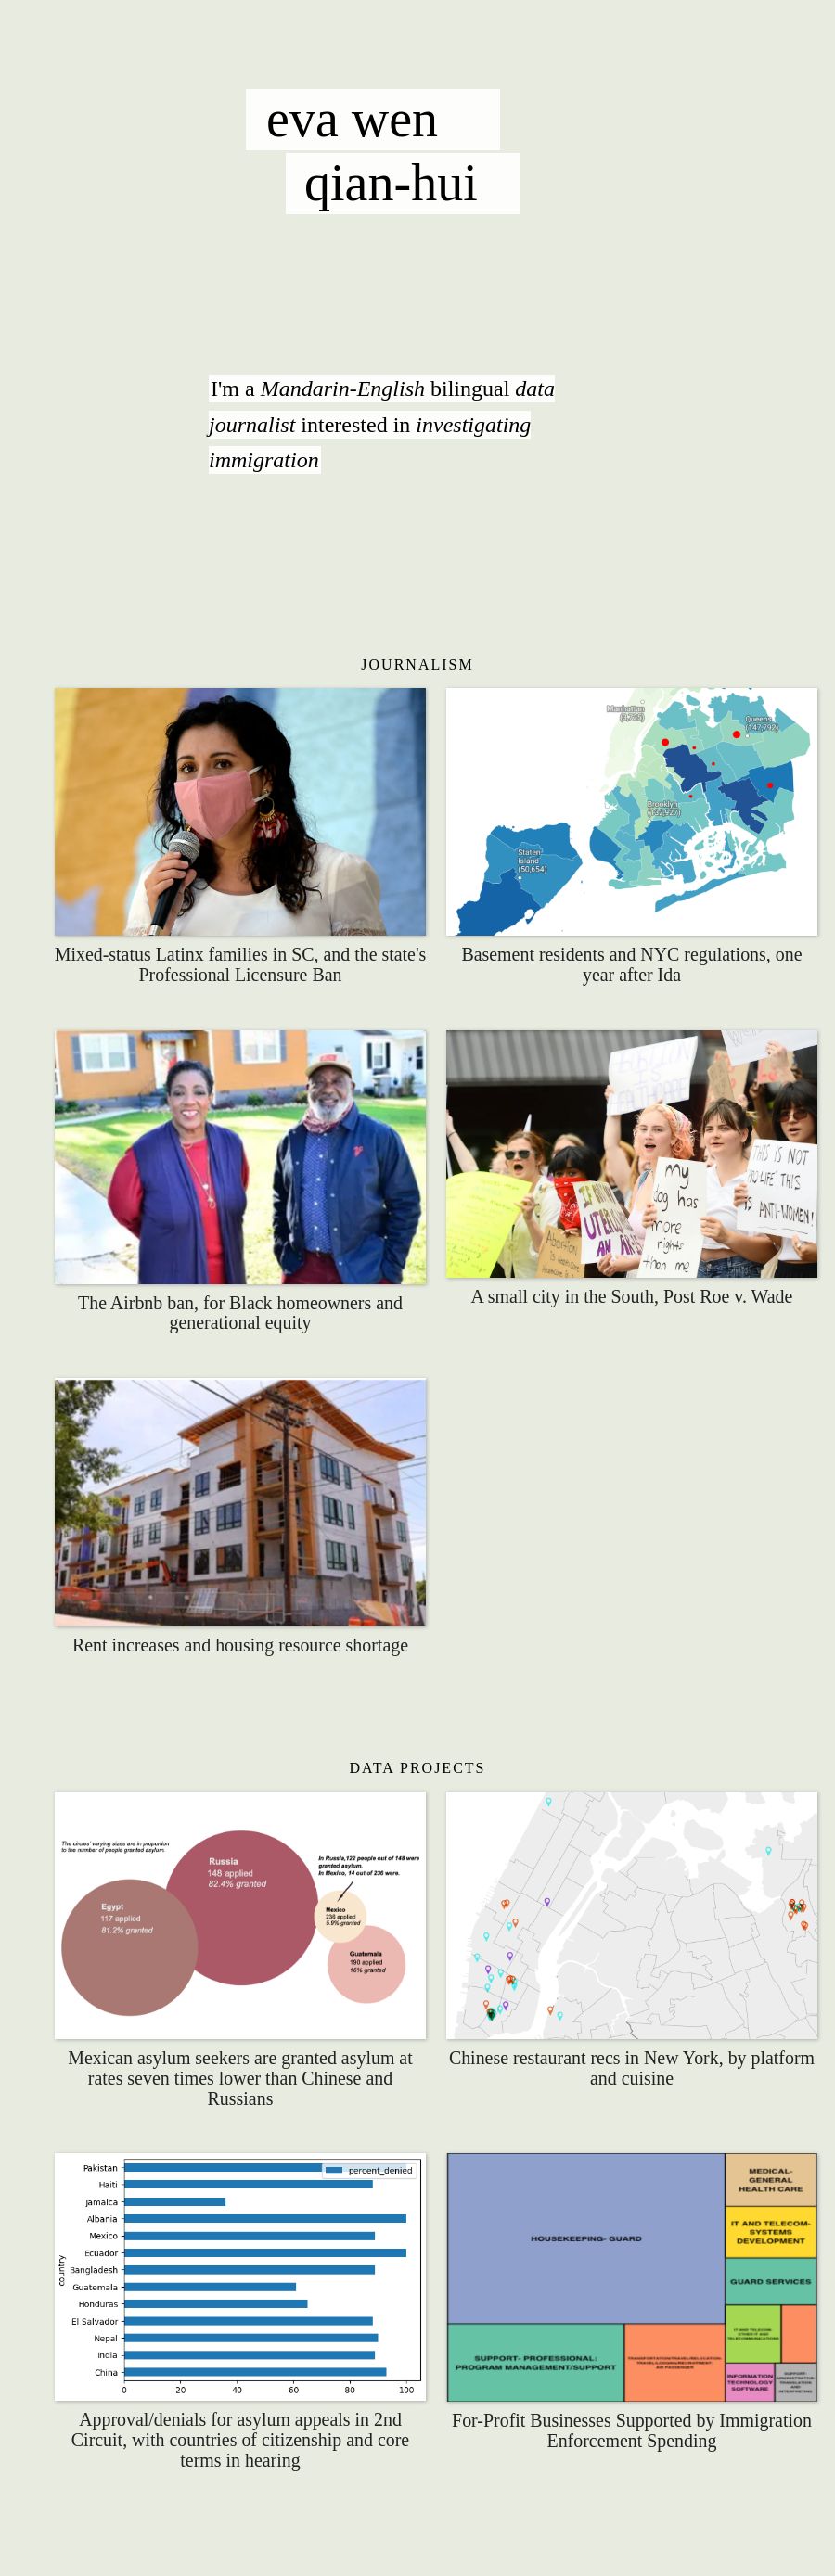 eva wen
qian-hui
I'm a Mandarin-English bilingual data
journalist interested in investigating
immigration
JOURNALISM
Manhattan
Queens
Brooklyn
Staten
Island
(50,654)
Mixed-status Latinx families in SC, and the state's
Professional Licensure Ban
Basement residents and NYC regulations, one
year after Ida
my
dog has
more
rights
than me
THIS IS NOT
PRO LIFE THIS
IS ANTI-WOMEN!
The Airbnb ban, for Black homeowners and
generational equity
A small city in the South, Post Roe v. Wade
Rent increases and housing resource shortage
DATA PROJECTS
The circles' varying sizes are in proportion
to the number of people granted asylum.
Russia
148 applied
82.4% granted
In Russia,122 people out of 148 were
granted asylum.
In Mexico, 14 out of 236 were.
Egypt
117 applied
81.2% granted
Mexico
236 applied
5.9% granted
Guatemala
190 applied
16% granted
Mexican asylum seekers are granted asylum at
rates seven times lower than Chinese and
Russians
Chinese restaurant recs in New York, by platform
and cuisine
percent_denied
country
Pakistan
Haiti
Jamaica
Albania
Mexico
Ecuador
Bangladesh
Guatemala
Honduras
El Salvador
Nepal
India
China
0 20 40 60 80 100
HOUSEKEEPING- GUARD
MEDICAL-
GENERAL
HEALTH CARE
IT AND TELECOM-
SYSTEMS
DEVELOPMENT
GUARD SERVICES
SUPPORT- PROFESSIONAL:
PROGRAM MANAGEMENT/SUPPORT
INFORMATION
TECHNOLOGY
SOFTWARE
Approval/denials for asylum appeals in 2nd
Circuit, with countries of citizenship and core
terms in hearing
For-Profit Businesses Supported by Immigration
Enforcement Spending